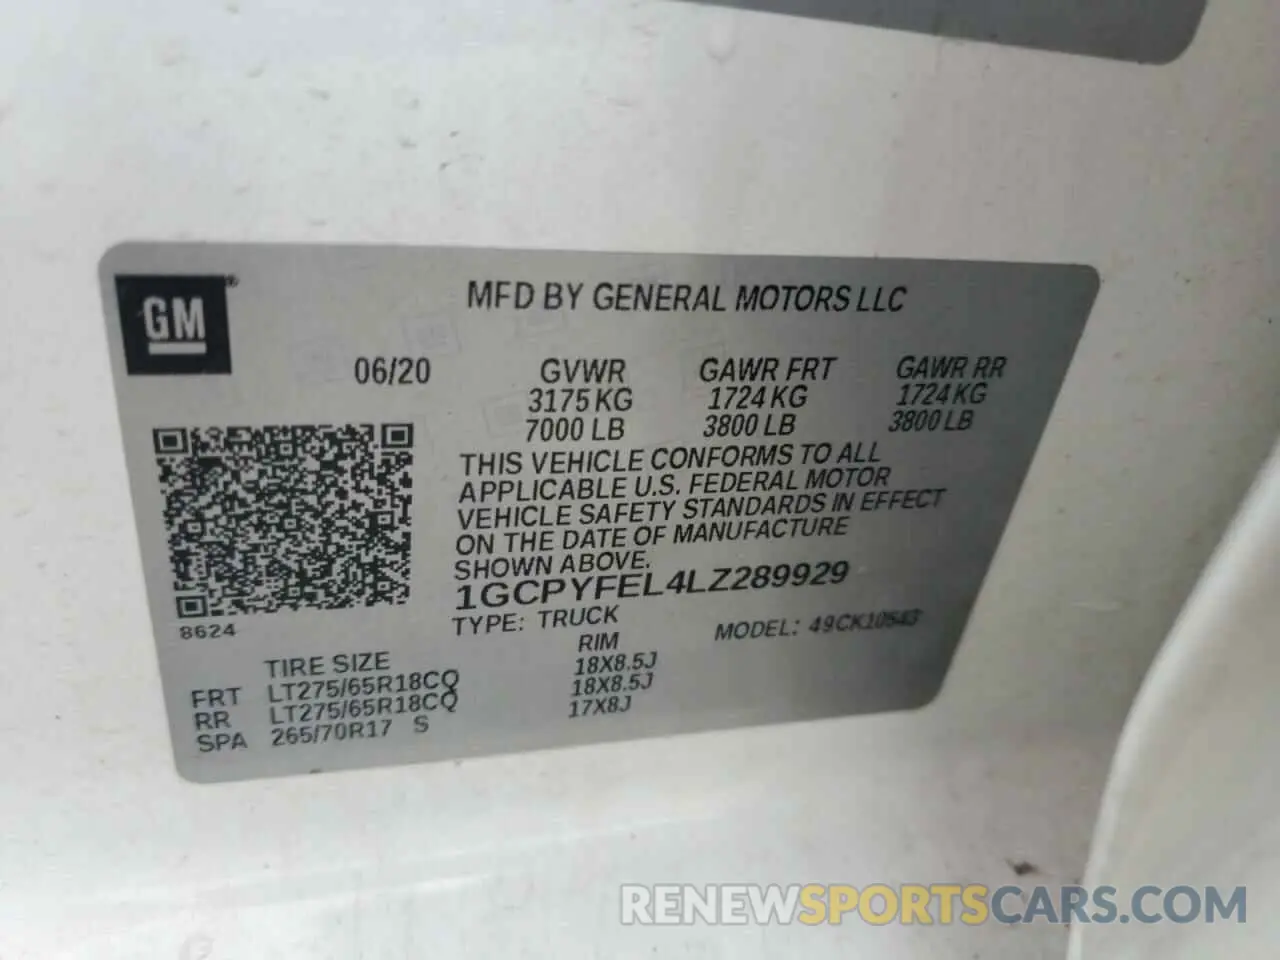 GM®
MFD BY GENERAL MOTORS LLC
06/20 GVWR GAWR FRT GAWR RR
3175 KG 1724 KG 1724 KG
7000 LB 3800 LB 3800 LB
THIS VEHICLE CONFORMS TO ALL
APPLICABLE U.S. FEDERAL MOTOR
VEHICLE SAFETY STANDARDS IN EFFECT
ON THE DATE OF MANUFACTURE
SHOWN ABOVE.
1GCPYFEL4LZ289929
8624
TYPE: TRUCK MODEL: 49CK10543
TIRE SIZE RIM
FRT LT275/65R18CQ 18X8.5J
RR LT275/65R18CQ 18X8.5J
SPA 265/70R17 S 17X8J
RENEWSPORTSCARS.COM